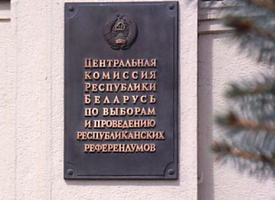 ЦЕНТРАЛЬНАЯ
КОМИССИЯ
РЕСПУБЛИКИ
БЕЛАРУСЬ
ПО ВЫБОРАМ
И ПРОВЕДЕНИЮ
РЕСПУБЛИКАНСКИХ
РЕФЕРЕНДУМОВ